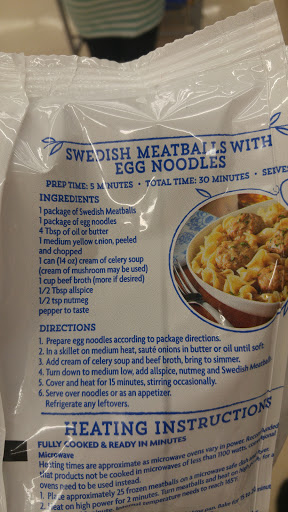 SWEDISH MEATBALLS WITH
EGG NOODLES
PREP TIME: 5 MINUTES • TOTAL TIME: 30 MINUTES • SERVES
INGREDIENTS
1 package of Swedish Meatballs
1 package of egg noodles
4 Tbsp of oil or butter
1 medium yellow onion, peeled
and chopped
1 can (14 oz) cream of celery soup
(cream of mushroom may be used)
1 cup beef broth (more if desired)
1/2 Tbsp allspice
1/2 tsp nutmeg
pepper to taste
DIRECTIONS
1. Prepare egg noodles according to package directions.
2. In a skillet on medium heat, sauté onions in butter or oil until soft.
3. Add cream of celery soup and beef broth, bring to simmer.
4. Turn down to medium low, add allspice, nutmeg and Swedish Meatballs
5. Cover and heat for 15 minutes, stirring occasionally.
6. Serve over noodles or as an appetizer.
Refrigerate any leftovers.
HEATING INSTRUCTIONS
FULLY COOKED & READY IN MINUTES
Microwave
Heating times are approximate as microwave ovens vary in power.
that products not be cooked in microwaves of less than 1100 watts,
ovens need to be used instead.
1. Place approximately 25 frozen meatballs on a microwave safe dish
2. Heat on high power for 2 minutes. Turn meatballs and heat on
temperature needs to reach 165°F.